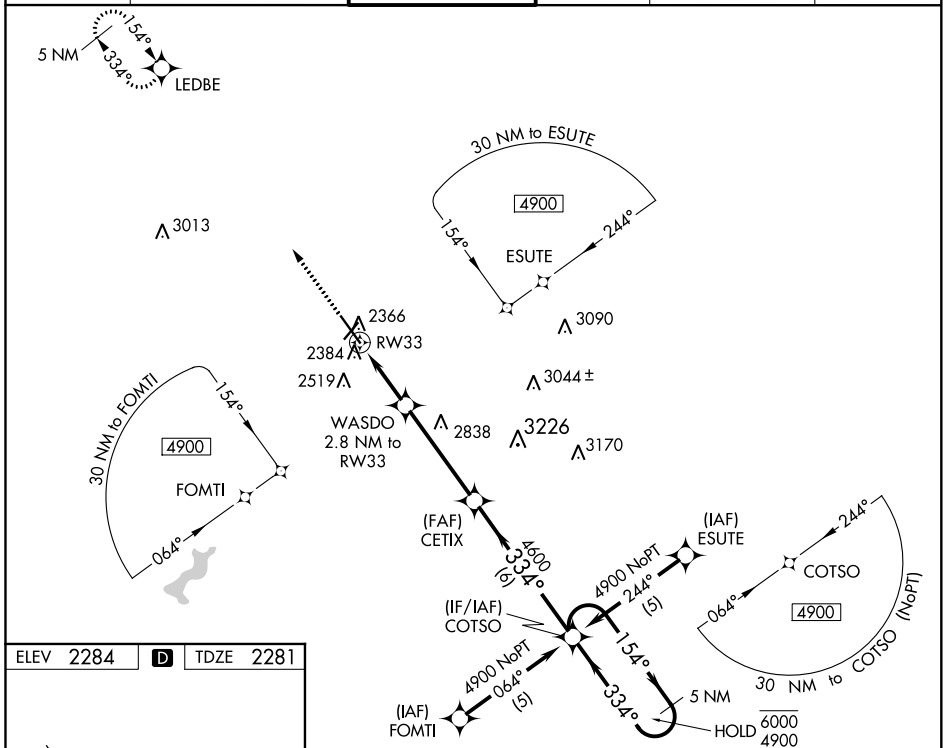 5 NM
154°
334°
LEDBE
30 NM to ESUTE
4900
154°
244°
ESUTE
3013
2366
RW33
2384
2519
3090
3044 ±
WASDO
2.8 NM to
RW33
2838
3226
3170
30 NM to FOMTI
154°
4900
FOMTI
064°
(FAF)
CETIX
4600
334°
(6)
(IAF)
ESUTE
4900 NoPT
244°
(5)
244°
COTSO
064°
4900
30 NM to COTSO (NoPT)
(IF/IAF)
COTSO
4900 NoPT
064°
(5)
(IAF)
FOMTI
154°
334°
5 NM
HOLD 6000
4900
ELEV 2284 D TDZE 2281